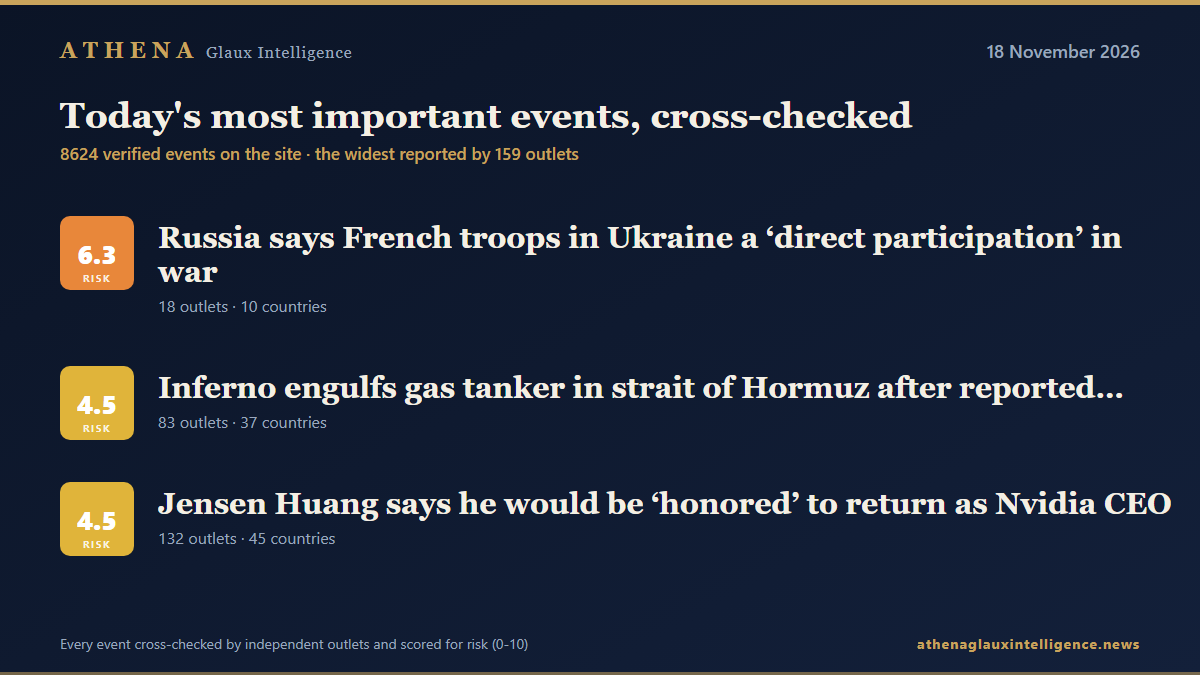 ATHENA Glaux Intelligence
18 November 2026
Today's most important events, cross-checked
8624 verified events on the site · the widest reported by 159 outlets
6.3
RISK
Russia says French troops in Ukraine a ‘direct participation’ in
war
18 outlets · 10 countries
4.5
RISK
Inferno engulfs gas tanker in strait of Hormuz after reported…
83 outlets · 37 countries
4.5
RISK
Jensen Huang says he would be ‘honored’ to return as Nvidia CEO
132 outlets · 45 countries
Every event cross-checked by independent outlets and scored for risk (0-10)
athenaglauxintelligence.news